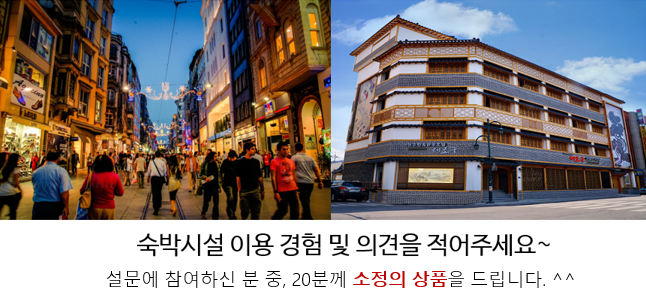 숙박시설 이용 경험 및 의견을 적어주세요~
설문에 참여하신 분 중, 20분께 소정의 상품을 드립니다. ^^